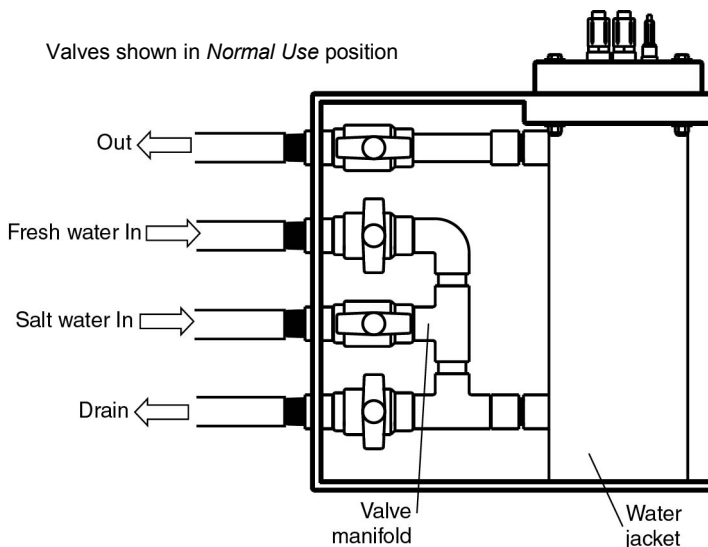 Valves shown in Normal Use position
Out
Fresh water In
Salt water In
Drain
Valve
manifold
Water
jacket